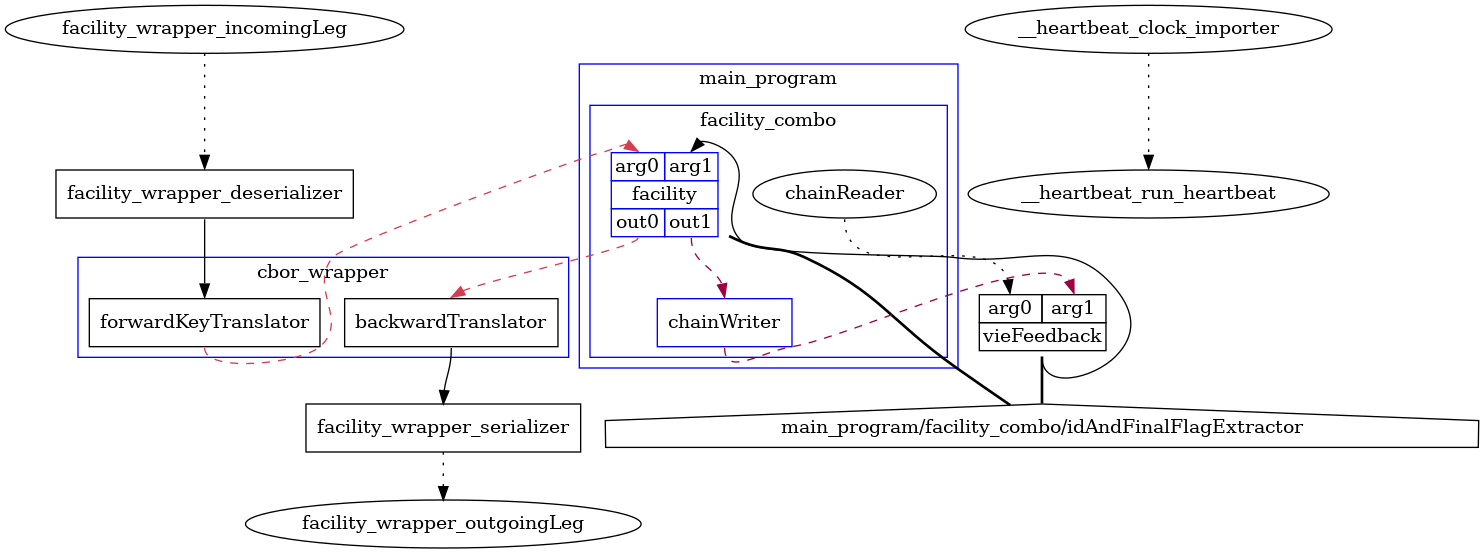 facility_wrapper_incomingLeg
__heartbeat_clock_importer
main_program
facility_combo
arg0 arg1
facility
out0 out1
chainReader
facility_wrapper_deserializer
__heartbeat_run_heartbeat
cbor_wrapper
forwardKeyTranslator
backwardTranslator
chainWriter
arg0 arg1
vieFeedback
facility_wrapper_serializer
main_program/facility_combo/idAndFinalFlagExtractor
facility_wrapper_outgoingLeg